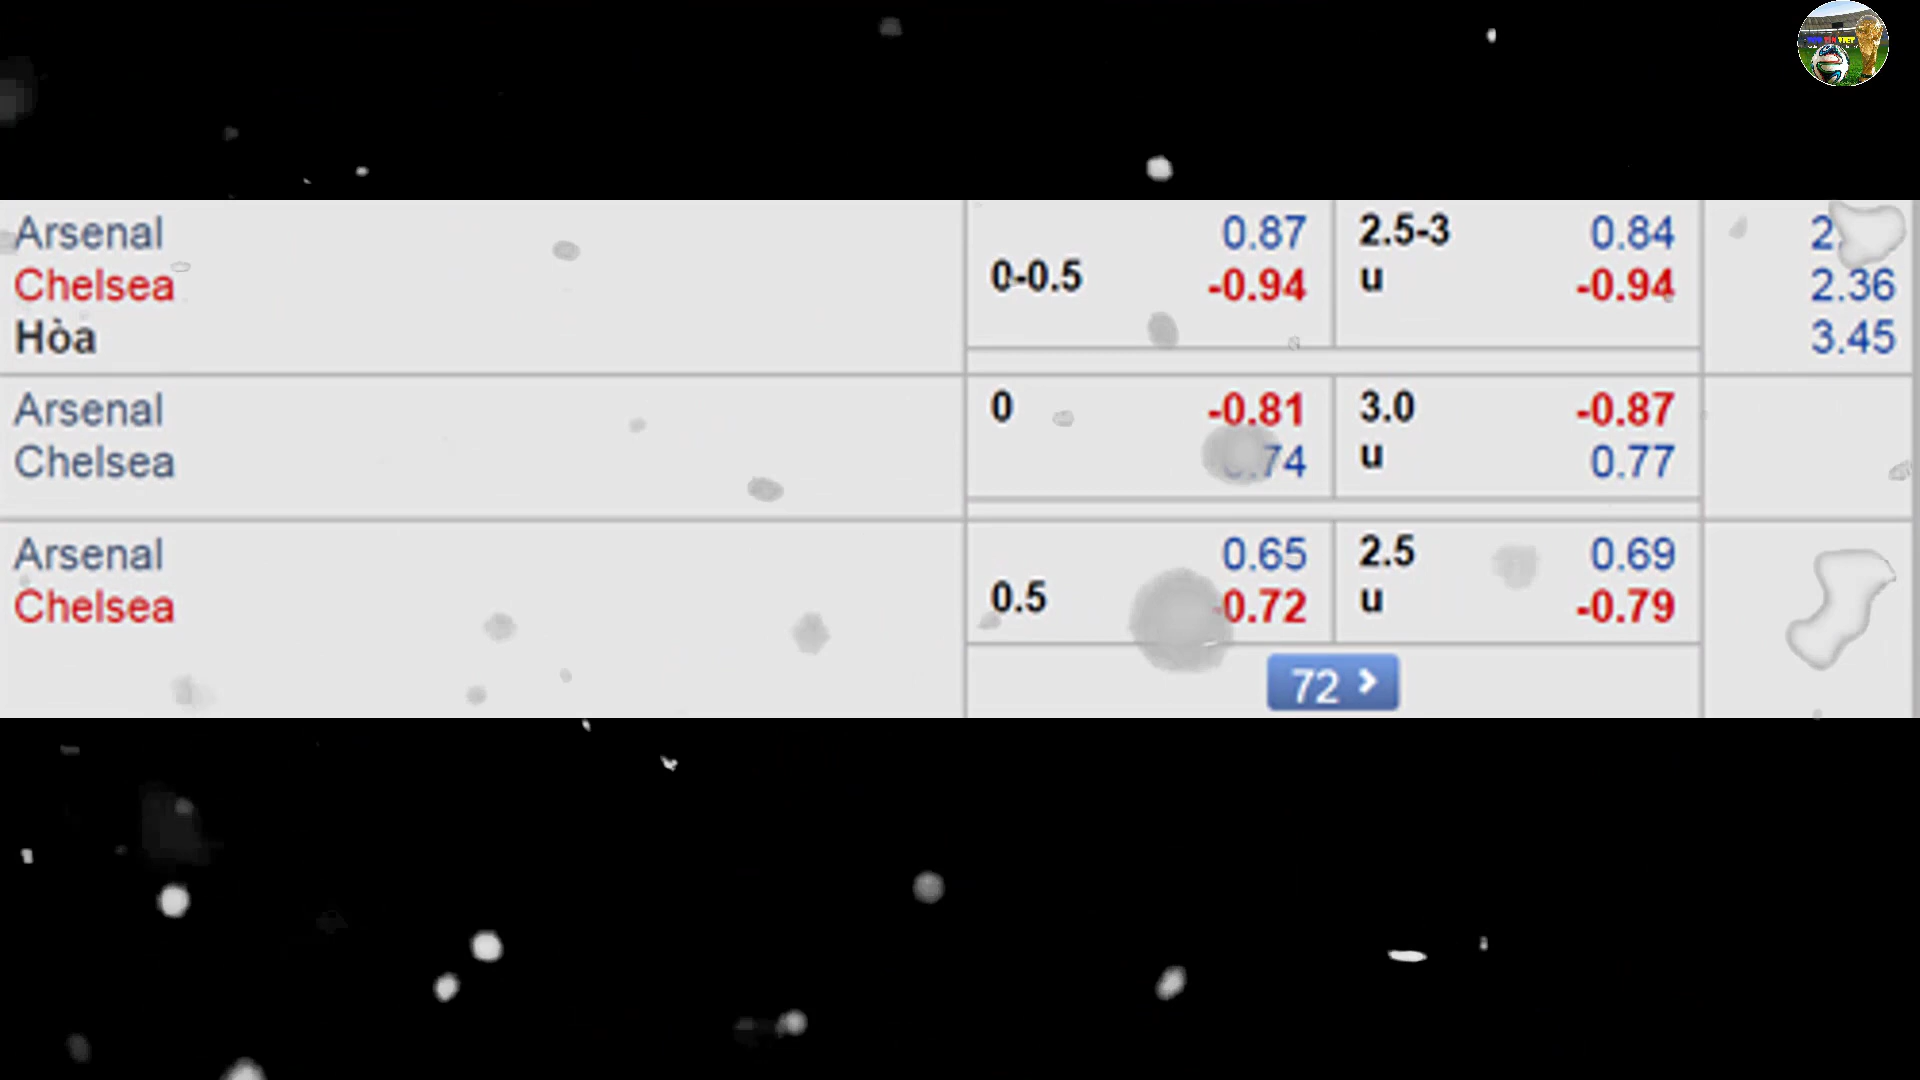 Arsenal 0.87 2.5-3 0.84
Chelsea 0-0.5 -0.94 u -0.94 2.36
Hòa 3.45
Arsenal 0 -0.81 3.0 -0.87
Chelsea u 0.77
Arsenal 0.65 2.5 0.69
Chelsea 0.5 -0.72 u -0.79
72 >